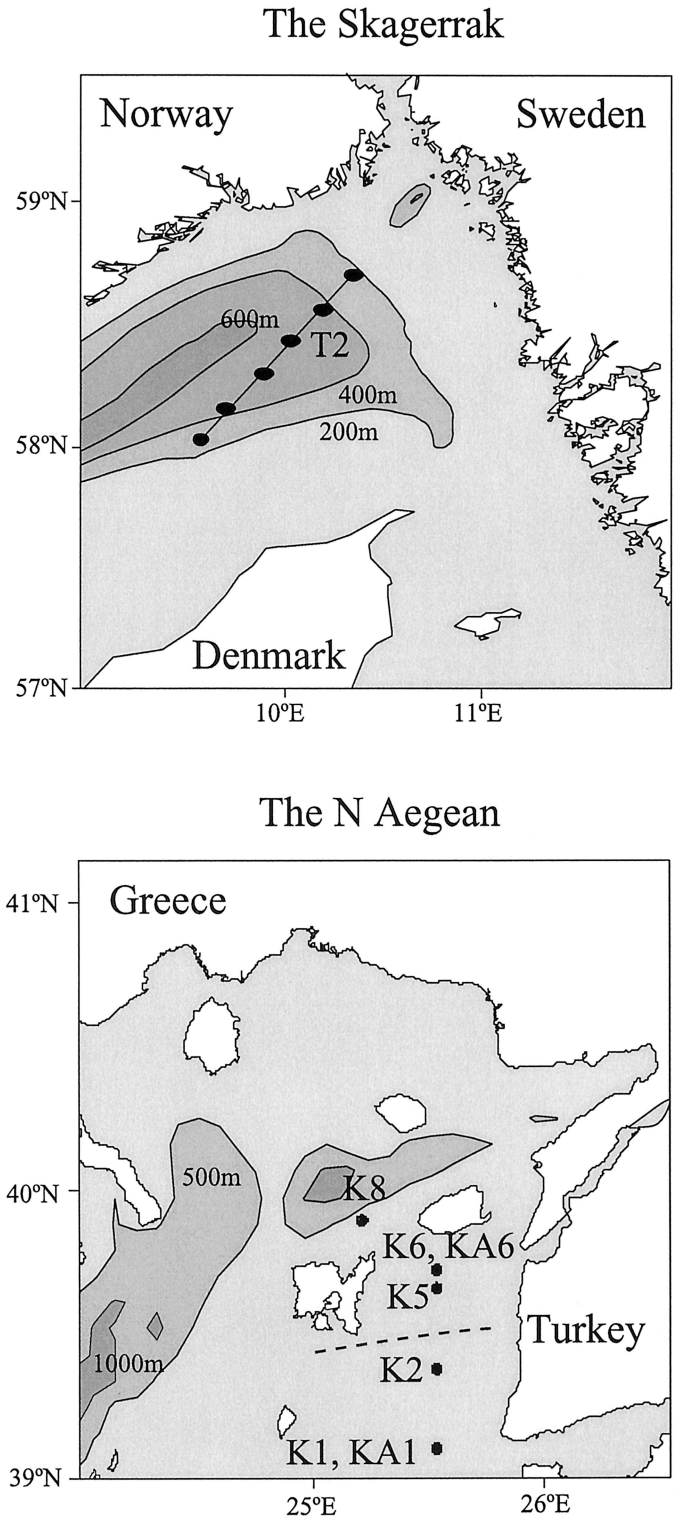 The Skagerrak
Norway Sweden
59ºN
600m
T2
400m
200m
58ºN
Denmark
57ºN
10ºE 11ºE
The N Aegean
41ºN
Greece
500m
40ºN
K8
K6, KA6
K5
Turkey
1000m
K2
K1, KA1
39ºN
25ºE 26ºE